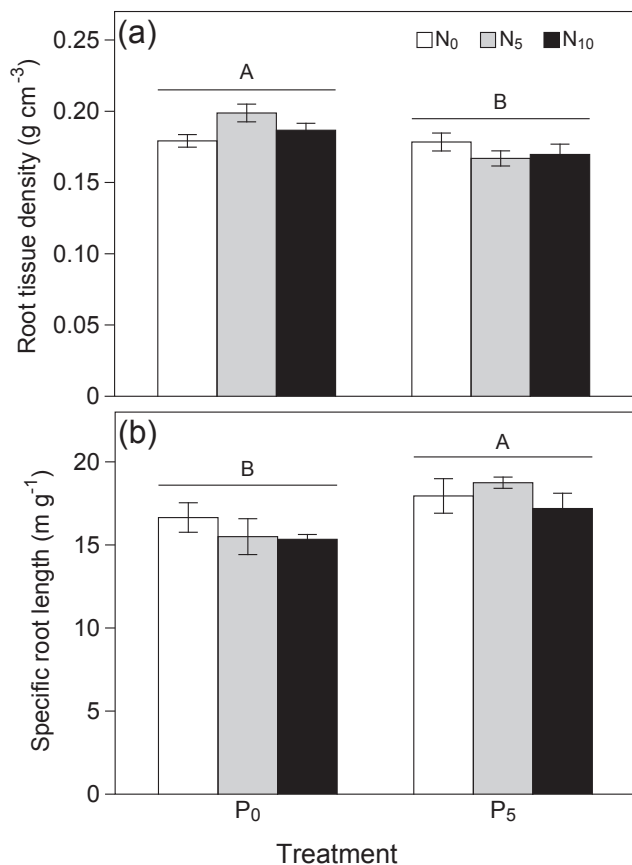 (a)
N₀ N₅ N₁₀
0.25
0.20
0.15
0.10
0.05
0
A
B
Root tissue density (g cm⁻³)
(b)
20
15
10
5
0
B
A
Specific root length (m g⁻¹)
P₀ P₅
Treatment